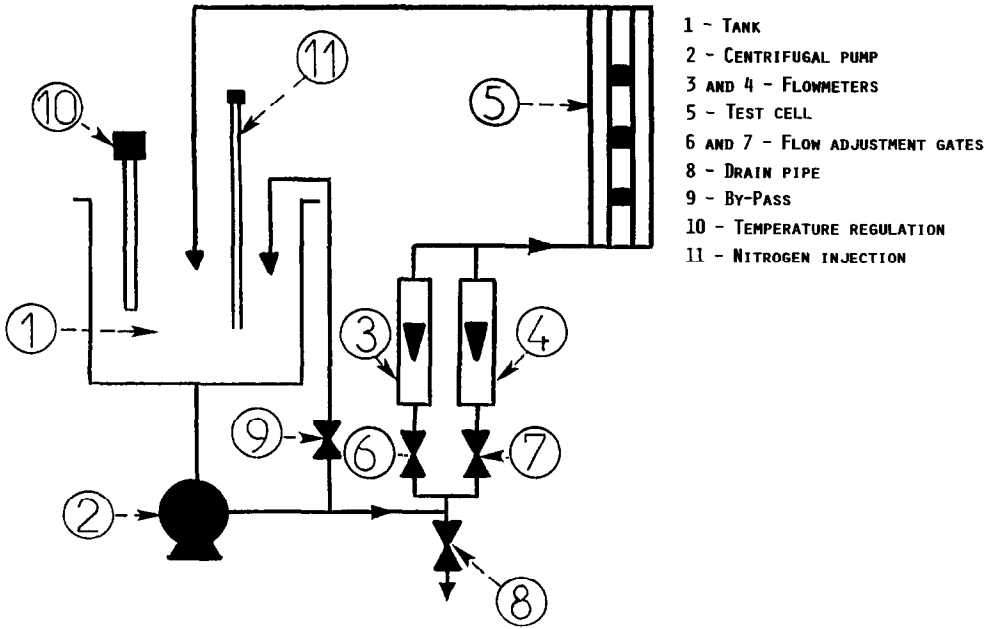 1 - TANK
2 - CENTRIFUGAL PUMP
3 AND 4 - FLOWMETERS
5 - TEST CELL
6 AND 7 - FLOW ADJUSTMENT GATES
8 - DRAIN PIPE
9 - BY-PASS
10 - TEMPERATURE REGULATION
11 - NITROGEN INJECTION
11
10
5
1
3
4
9
6
7
2
8